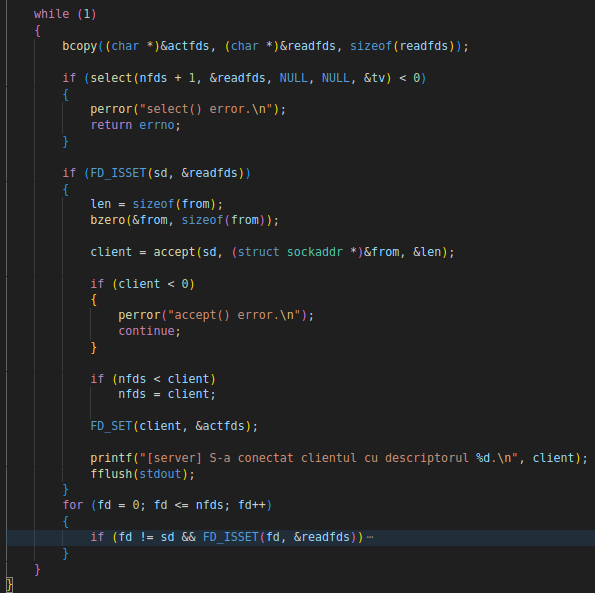 while (1)
{
bcopy((char *)&actfds, (char *)&readfds, sizeof(readfds));
if (select(nfds + 1, &readfds, NULL, NULL, &tv) < 0)
{
perror("select() error.\n");
return errno;
}
if (FD_ISSET(sd, &readfds))
{
len = sizeof(from);
bzero(&from, sizeof(from));
client = accept(sd, (struct sockaddr *)&from, &len);
if (client < 0)
{
perror("accept() error.\n");
continue;
}
if (nfds < client)
nfds = client;
FD_SET(client, &actfds);
printf("[server] S-a conectat clientul cu descriptorul %d.\n", client);
fflush(stdout);
}
for (fd = 0; fd <= nfds; fd++)
{
if (fd != sd && FD_ISSET(fd, &readfds))⋯
}
}
}